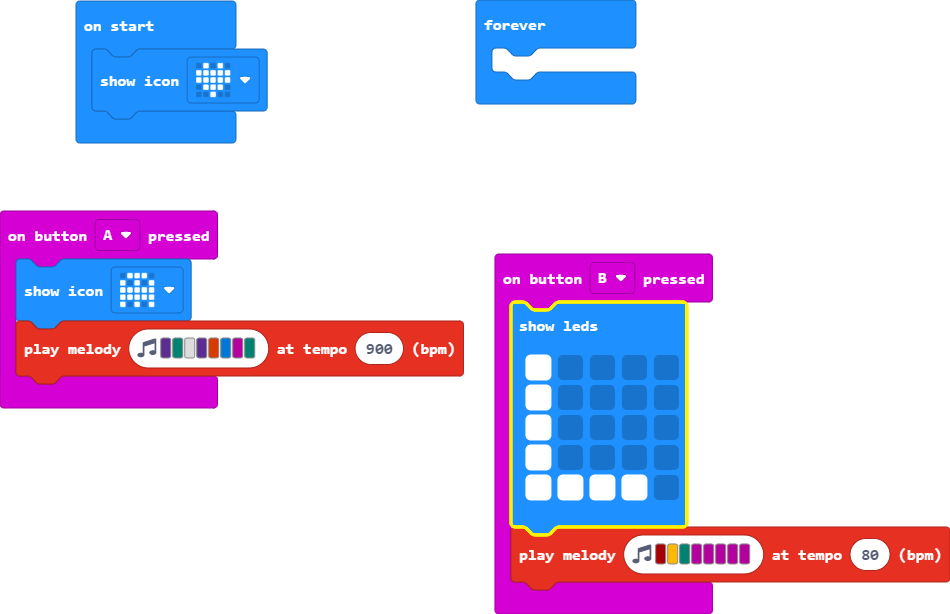 on start
show icon
forever
on button A pressed
show icon
play melody at tempo 900 (bpm)
on button B pressed
show leds
play melody at tempo 80 (bpm)